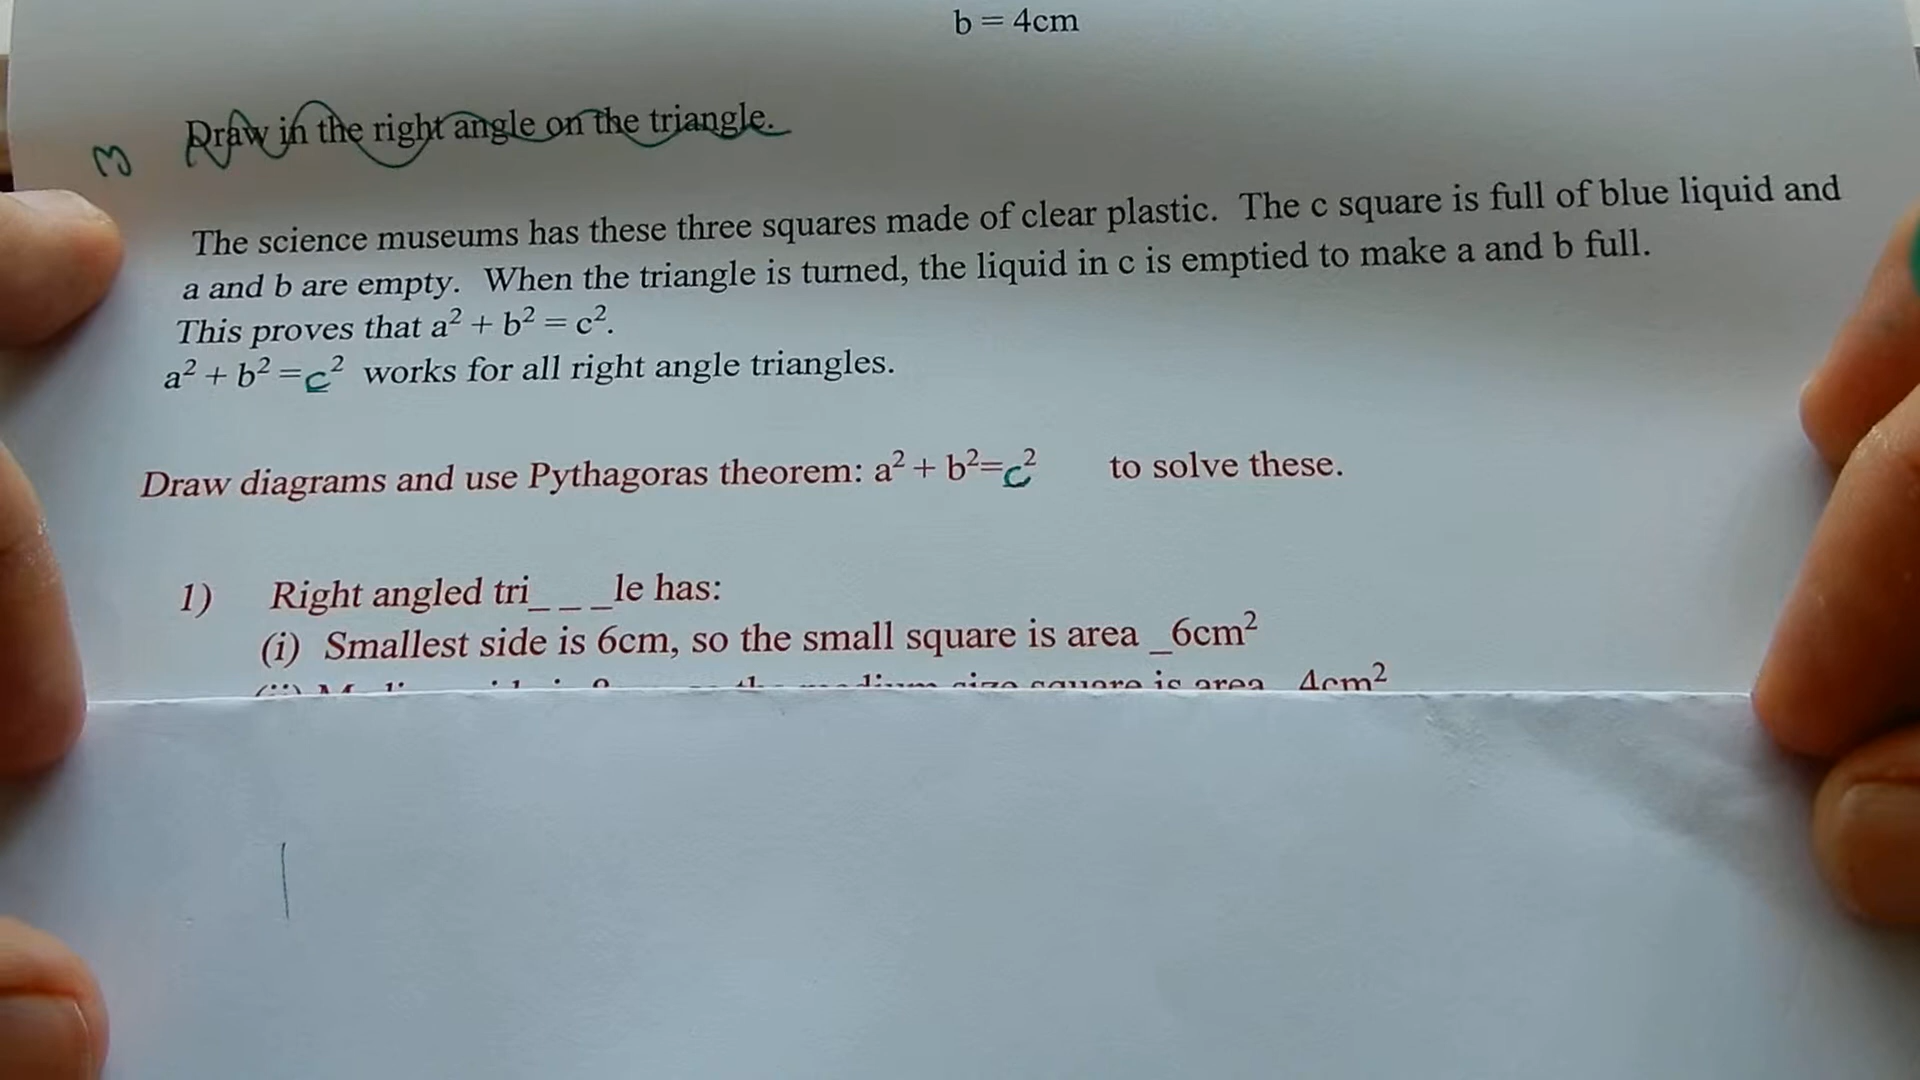 b = 4cm
Draw in the right angle on the triangle.
The science museums has these three squares made of clear plastic. The c square is full of blue liquid and
a and b are empty. When the triangle is turned, the liquid in c is emptied to make a and b full.
This proves that a² + b² = c².
a² + b² = c² works for all right angle triangles.
Draw diagrams and use Pythagoras theorem: a² + b²=c² to solve these.
1) Right angled tri_ _ _le has:
(i) Smallest side is 6cm, so the small square is area _6cm²
square is area 4cm²